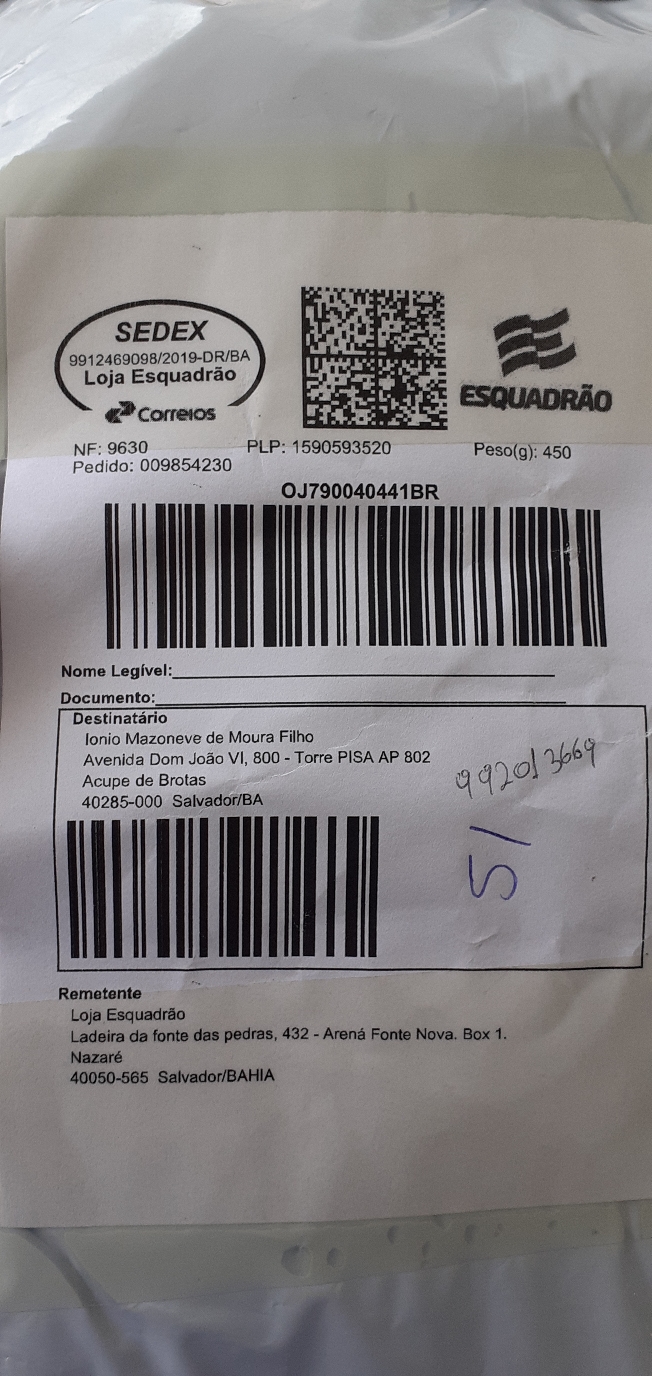 SEDEX
9912469098/2019-DR/BA
Loja Esquadrão
Correios
ESQUADRÃO
NF: 9630 PLP: 1590593520 Peso(g): 450
Pedido: 009854230
OJ790040441BR
Nome Legível:
Documento:
Destinatário
Ionio Mazoneve de Moura Filho
Avenida Dom João VI, 800 - Torre PISA AP 802
Acupe de Brotas
40285-000 Salvador/BA
992013669
51
Remetente
Loja Esquadrão
Ladeira da fonte das pedras, 432 - Arená Fonte Nova. Box 1.
Nazaré
40050-565 Salvador/BAHIA